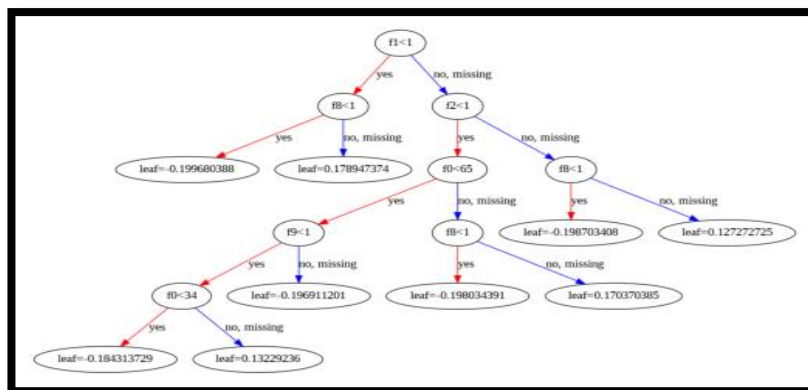 f1<1
yes
no, missing
f8<1
f2<1
yes
no, missing
yes
no, missing
leaf=-0.199680388
leaf=0.178947374
f0<65
f8<1
yes
no, missing
yes
no, missing
f9<1
f8<1
leaf=-0.198703408
leaf=0.127272725
yes
no, missing
yes
no, missing
f0<34
leaf=-0.196911201
leaf=-0.198034391
leaf=0.170370385
yes
no, missing
leaf=-0.184313729
leaf=0.13229236